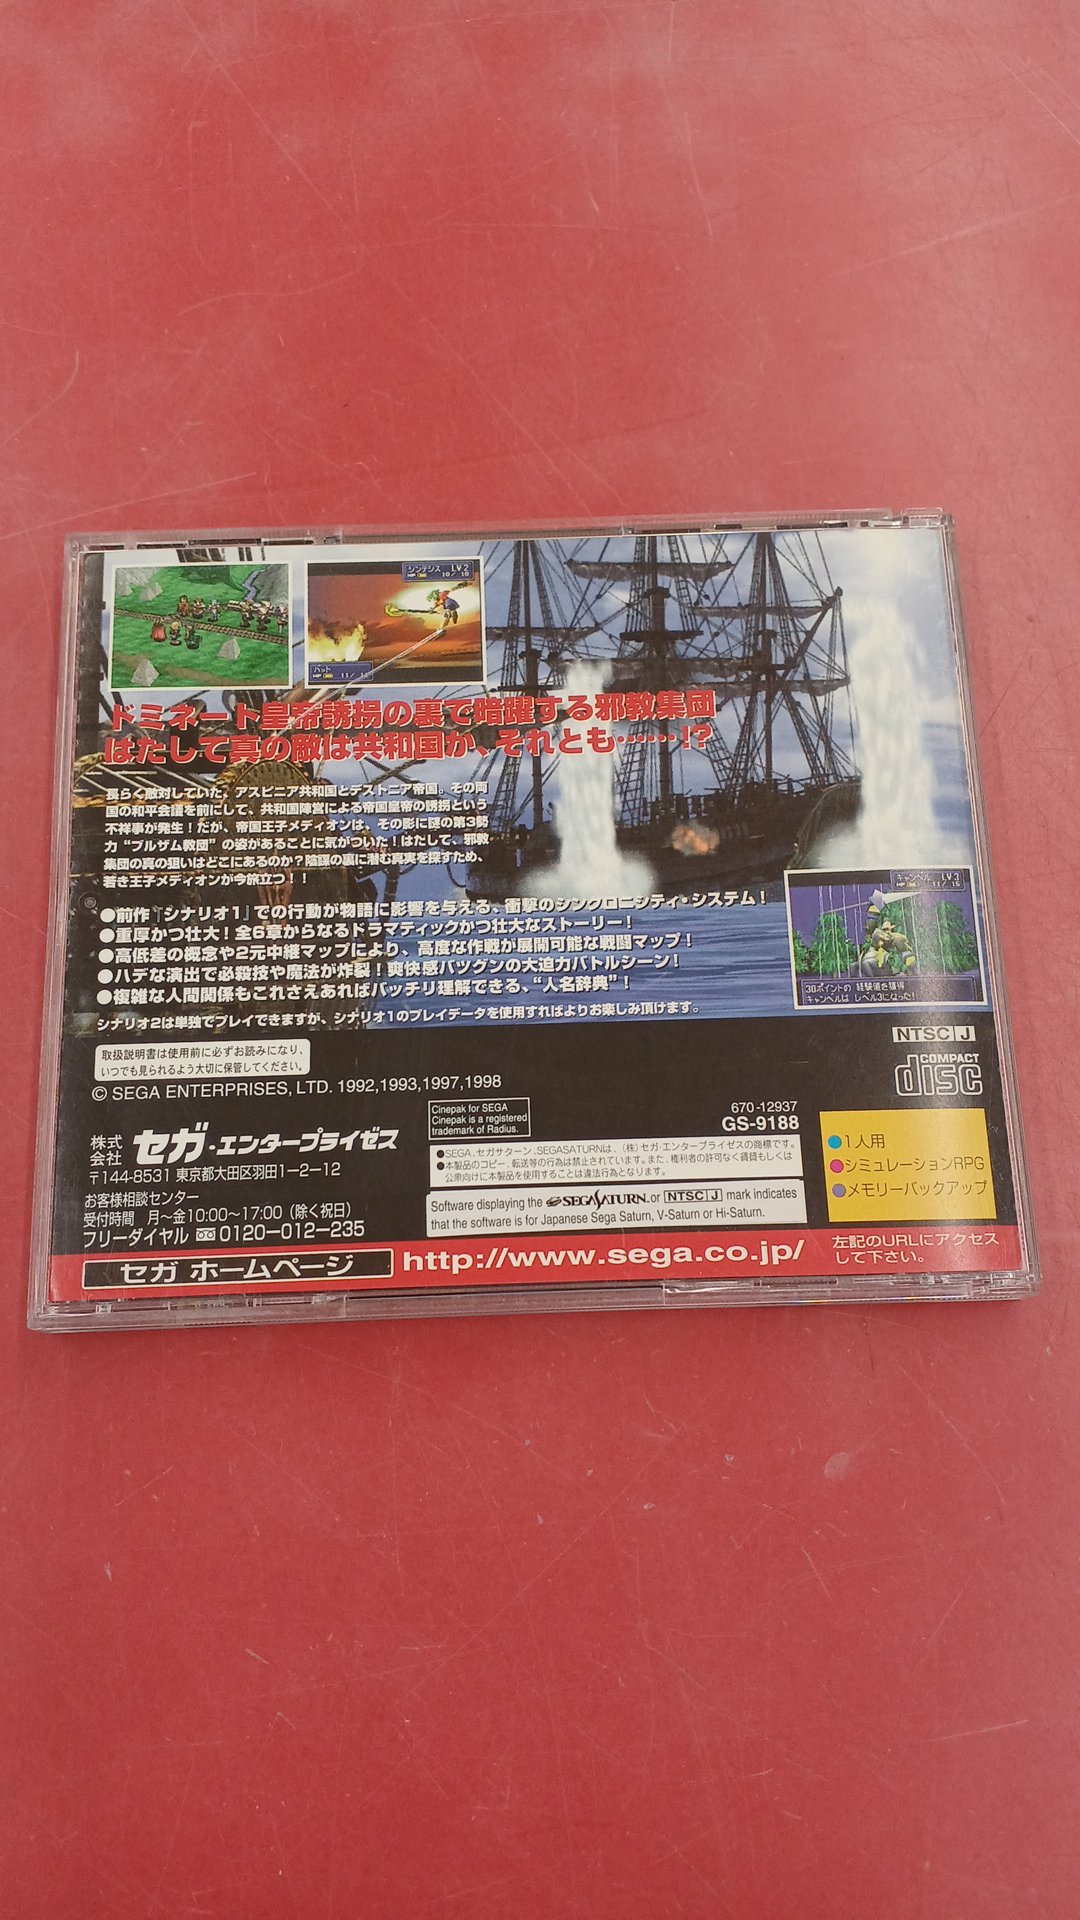 シンテシス LV2
HP 10/10
バット
HP 11/11
ドミネート皇帝誘拐の裏で暗躍する邪教集団
はたして真の敵は共和国か、それとも……!?
長らく敵対していた、アスピニア共和国とデストニア帝国。その両
国の和平会議を前にして、共和国陣営による帝国皇帝の誘拐という
不祥事が発生！だが、帝国王子メディオンは、その影に謎の第3勢
力“ブルザム教団”の姿があることに気がついた！はたして、邪教
集団の真の狙いはどこにあるのか？陰謀の裏に潜む真実を探すため、
若き王子メディオンが今旅立つ！！
●前作『シナリオ1』での行動が物語に影響を与える、衝撃のシンクロニシティ・システム！
●重厚かつ壮大！全6章からなるドラマティックかつ壮大なストーリー！
●高低差の概念や2元中継マップにより、高度な作戦が展開可能な戦闘マップ！
●ハデな演出で必殺技や魔法が炸裂！爽快感バツグンの大迫力バトルシーン！
●複雑な人間関係もこれさえあればバッチリ理解できる、“人名辞典”！
シナリオ2は単独でプレイできますが、シナリオ1のプレイデータを使用すればよりお楽しみ頂けます。
キャンベル LV3
HP 11/16
30ポイントの 経験値を獲得
キャンベルは レベル3になった！
取扱説明書は使用前に必ずお読みになり、
いつでも見られるよう大切に保管してください。
© SEGA ENTERPRISES, LTD. 1992,1993,1997,1998
NTSC J
COMPACT
disc
株式会社 セガ・エンタープライゼス
〒144-8531 東京都大田区羽田1-2-12
お客様相談センター
受付時間 月〜金10:00〜17:00（除く祝日）
フリーダイヤル 0120-012-235
Cinepak for SEGA
Cinepak is a registered
trademark of Radius.
670-12937
GS-9188
●SEGA、セガサターン、SEGASATURNは、（株）セガ・エンタープライゼスの商標です。
●本製品のコピー、転送等の行為は禁止されています。また、権利者の許可なく賃貸もしくは
公衆向けに本製品を使用することは違法行為となります。
Software displaying the SEGA SATURN. or NTSC J mark indicates
that the software is for Japanese Sega Saturn, V-Saturn or Hi-Saturn.
●1人用
●シミュレーションRPG
●メモリーバックアップ
セガ ホームページ
http://www.sega.co.jp/
左記のURLにアクセス
して下さい。